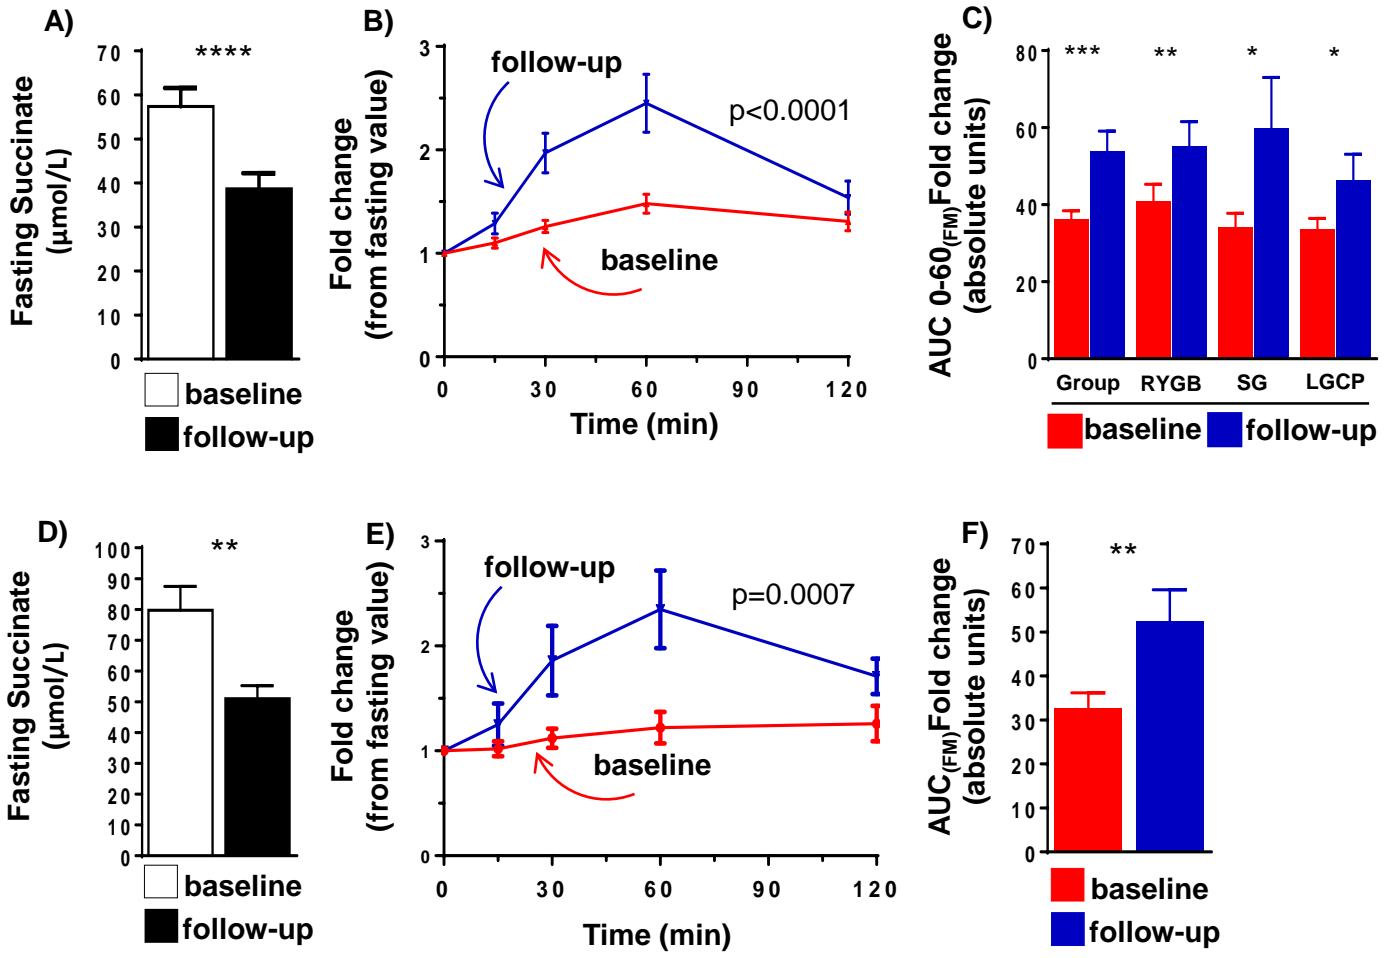 A)
Fasting Succinate
(µmol/L)
70
60
50
40
30
20
10
0
****
baseline
follow-up
B)
Fold change
(from fasting value)
3
2
1
0
follow-up
p<0.0001
baseline
0 30 60 90 120
Time (min)
C)
AUC 0-60(FM)Fold change
(absolute units)
80
60
40
20
0
*** ** * *
Group RYGB SG LGCP
baseline follow-up
D)
Fasting Succinate
(µmol/L)
100
90
80
70
60
50
40
30
20
10
0
**
baseline
follow-up
E)
Fold change
(from fasting value)
3
2
1
0
follow-up
p=0.0007
baseline
0 30 60 90 120
Time (min)
F)
AUC(FM)Fold change
(absolute units)
70
60
50
40
30
20
10
0
**
baseline
follow-up